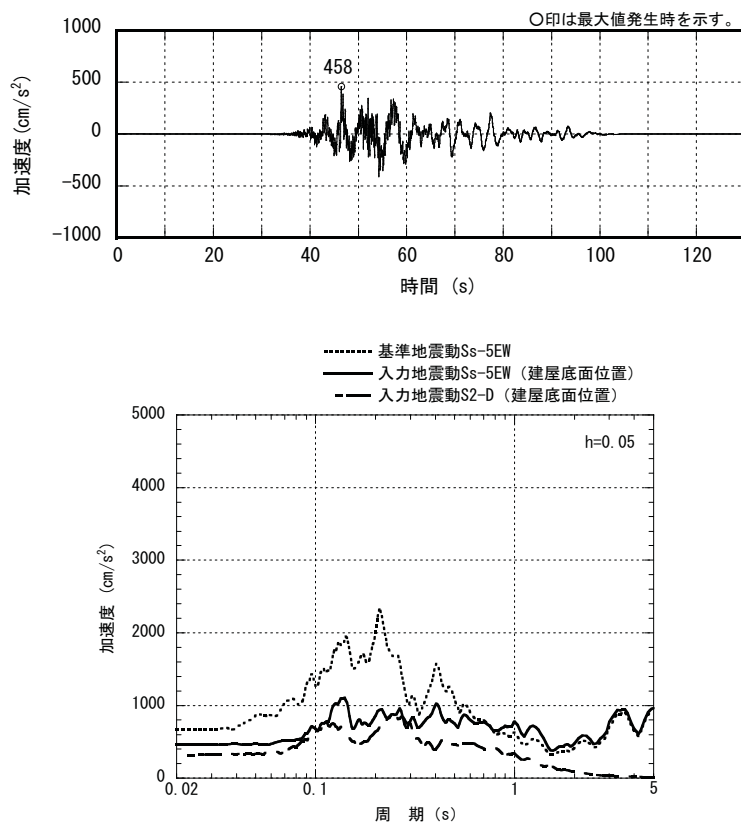 ○印は最大値発生時を示す。
1000
500
0
-500
-1000
458
加速度(cm/s²)
0 20 40 60 80 100 120
時間 (s)
基準地震動Ss-5EW
入力地震動Ss-5EW（建屋底面位置）
入力地震動S2-D（建屋底面位置）
5000
4000
3000
2000
1000
0
h=0.05
加速度 (cm/s²)
0.02 0.1 1 5
周 期(s)